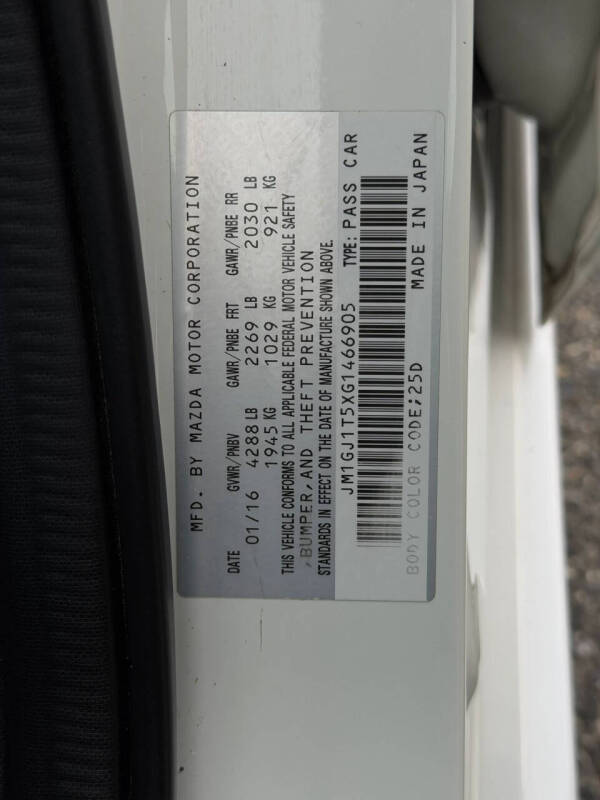 MFD. BY MAZDA MOTOR CORPORATION
DATE GVWR/PNBV GAWR/PNBE FRT GAWR/PNBE RR
01/16 4288 LB 2269 LB 2030 LB
1945 KG 1029 KG 921 KG
THIS VEHICLE CONFORMS TO ALL APPLICABLE FEDERAL MOTOR VEHICLE SAFETY
,BUMPER,AND THEFT PREVENTION
STANDARDS IN EFFECT ON THE DATE OF MANUFACTURE SHOWN ABOVE.
JM1GJ1T5XG1466905 TYPE: PASS CAR
BODY COLOR CODE;25D MADE IN JAPAN